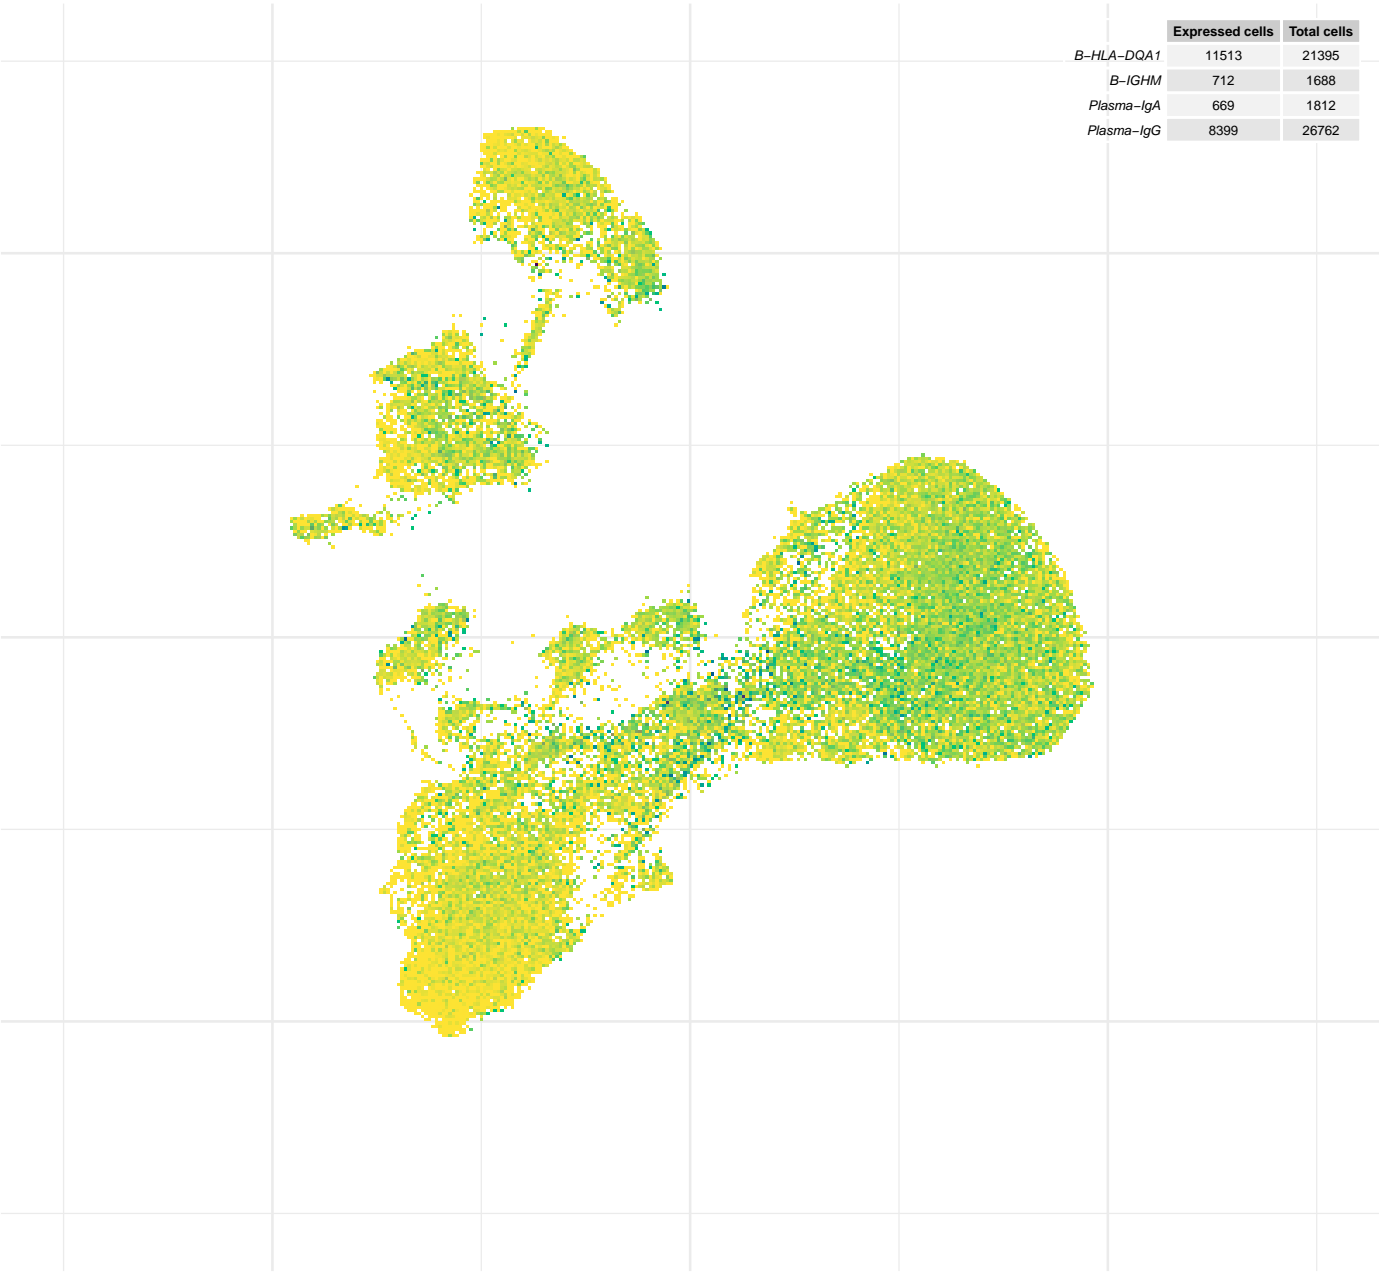 Expressed cells Total cells
B−HLA−DQA1 11513 21395
B−IGHM 712 1688
Plasma−IgA 669 1812
Plasma−IgG 8399 26762